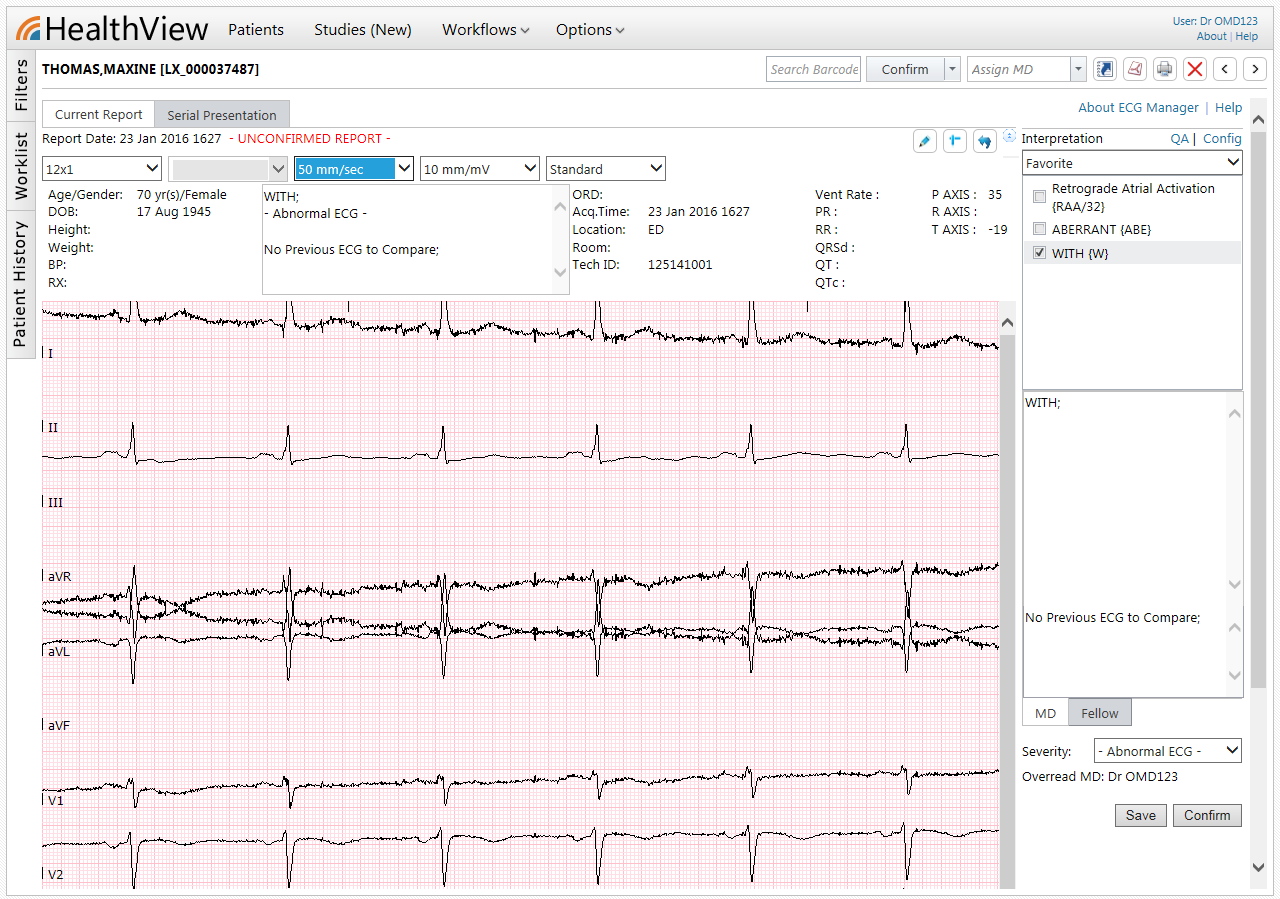 HealthView
Patients
Studies (New)
Workflows
Options
User: Dr OMD123
About | Help
Filters
Worklist
Patient History
THOMAS,MAXINE [LX_000037487]
Search Barcode
Confirm
Assign MD
Current Report
Serial Presentation
About ECG Manager | Help
Report Date: 23 Jan 2016 1627 - UNCONFIRMED REPORT -
Interpretation
QA | Config
12x1
50 mm/sec
10 mm/mV
Standard
Favorite
Age/Gender: 70 yr(s)/Female
DOB: 17 Aug 1945
Height:
Weight:
BP:
RX:
WITH;
- Abnormal ECG -
No Previous ECG to Compare;
ORD:
Acq.Time: 23 Jan 2016 1627
Location: ED
Room:
Tech ID: 125141001
Vent Rate : P AXIS : 35
PR : R AXIS :
RR : T AXIS : -19
QRSd :
QT :
QTc :
Retrograde Atrial Activation
{RAA/32}
ABERRANT {ABE}
WITH {W}
I
II
III
aVR
aVL
aVF
V1
V2
WITH;
No Previous ECG to Compare;
MD
Fellow
Severity: - Abnormal ECG -
Overread MD: Dr OMD123
Save
Confirm